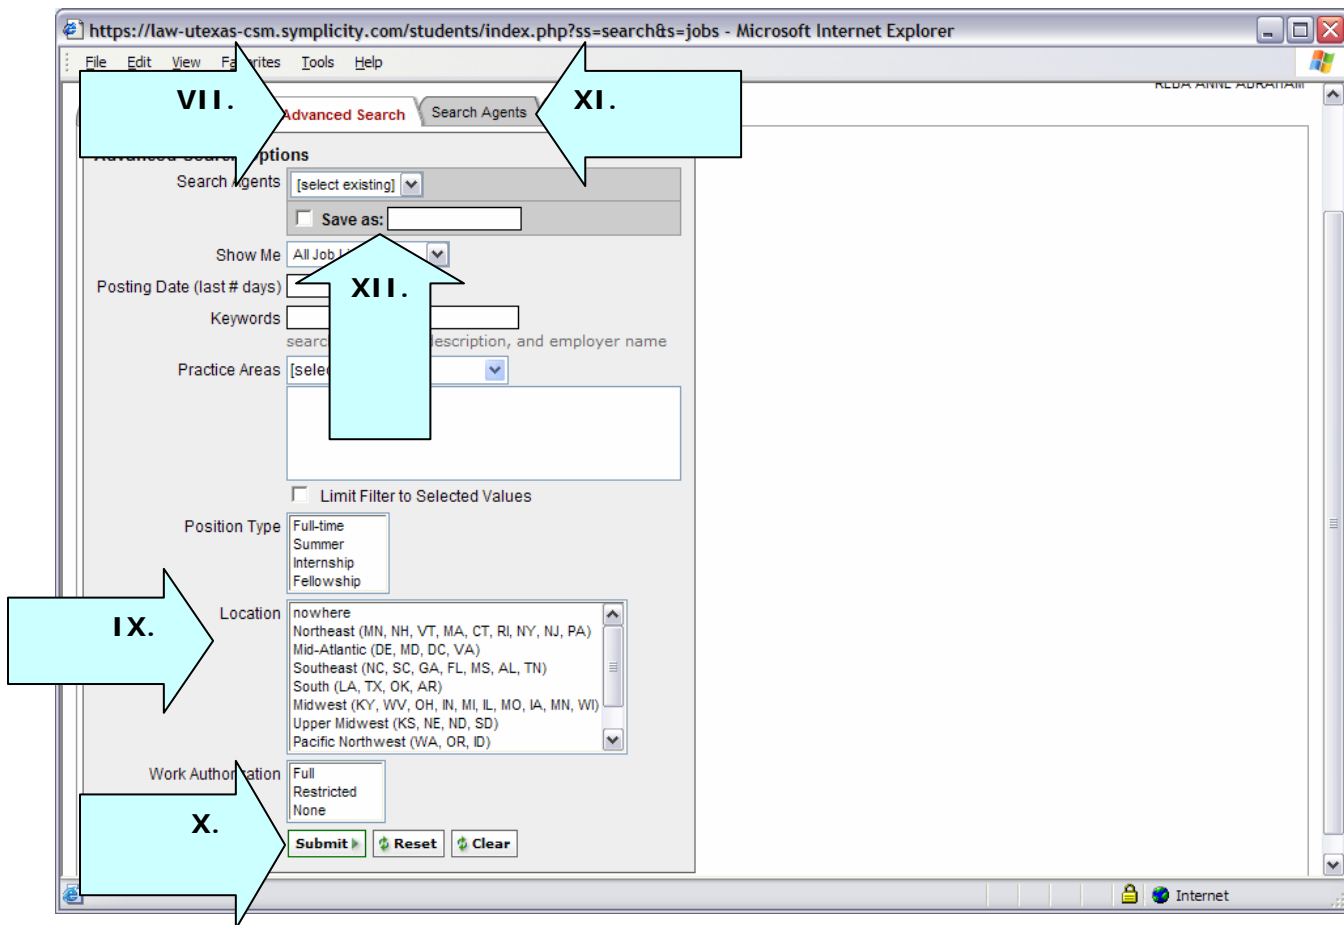 https://law-utexas-csm.symplicity.com/students/index.php?ss=search&s=jobs - Microsoft Internet Explorer
File Edit View Favorites Tools Help
VII.
Advanced Search
Search Agents
XI.
Search Agents [select existing]
Save as:
Show Me All Job
XII.
Posting Date (last # days)
Keywords
description, and employer name
Practice Areas
Limit Filter to Selected Values
Position Type Full-time
Summer
Internship
Fellowship
IX.
Location nowhere
Northeast (MN, NH, VT, MA, CT, RI, NY, NJ, PA)
Mid-Atlantic (DE, MD, DC, VA)
Southeast (NC, SC, GA, FL, MS, AL, TN)
South (LA, TX, OK, AR)
Midwest (KY, WV, OH, IN, MI, IL, MO, IA, MN, WI)
Upper Midwest (KS, NE, ND, SD)
Pacific Northwest (WA, OR, ID)
Work Authorization Full
Restricted
None
X.
Submit Reset Clear
Internet